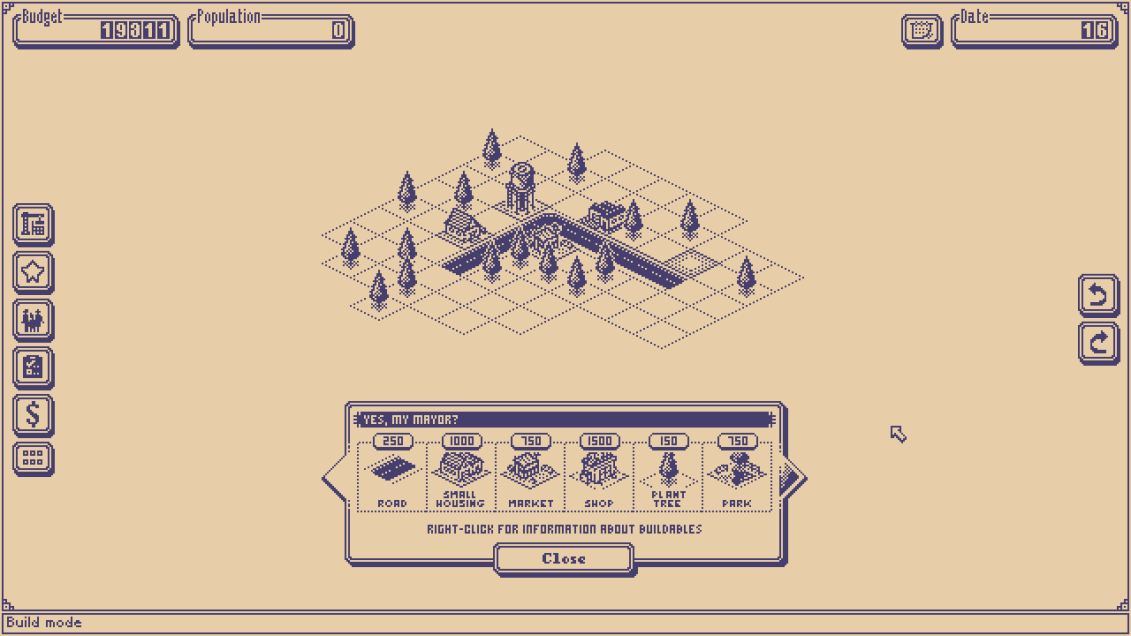 Budget
19311
Population
0
Date
16
YES, MY MAYOR?
250
1000
750
1500
150
750
ROAD
SMALL HOUSING
MARKET
SHOP
PLANT TREE
PARK
RIGHT-CLICK FOR INFORMATION ABOUT BUILDABLES
Close
Build mode